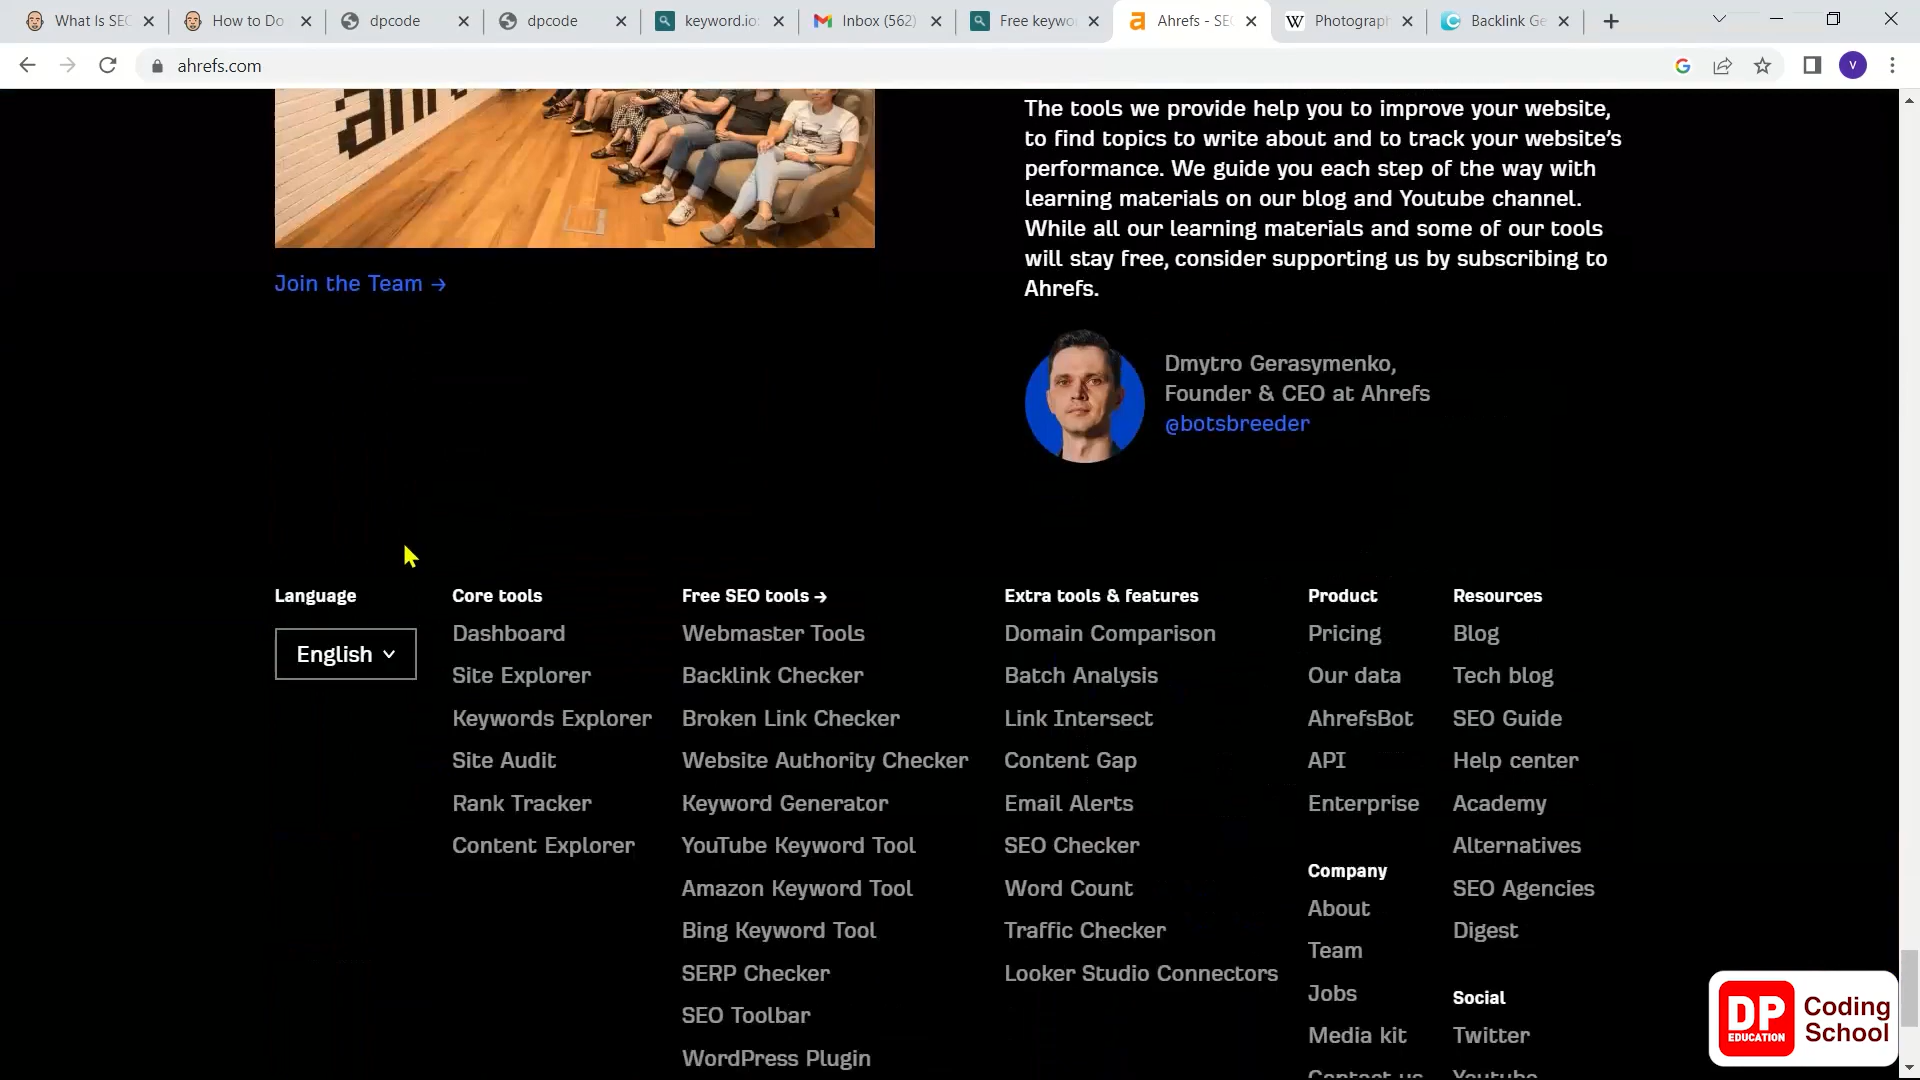 What Is SEO
How to Do
dpcode
dpcode
keyword.io
Inbox (562)
Free keywo
Ahrefs - SE
W
Photograph
Backlink Ge
ahrefs.com
V
The tools we provide help you to improve your website,
to find topics to write about and to track your website's
performance. We guide you each step of the way with
learning materials on our blog and Youtube channel.
While all our learning materials and some of our tools
will stay free, consider supporting us by subscribing to
Ahrefs.
Join the Team →
Dmytro Gerasymenko,
Founder & CEO at Ahrefs
@botsbreeder
Language
English
Core tools
Dashboard
Site Explorer
Keywords Explorer
Site Audit
Rank Tracker
Content Explorer
Free SEO tools →
Webmaster Tools
Backlink Checker
Broken Link Checker
Website Authority Checker
Keyword Generator
YouTube Keyword Tool
Amazon Keyword Tool
Bing Keyword Tool
SERP Checker
SEO Toolbar
WordPress Plugin
Extra tools & features
Domain Comparison
Batch Analysis
Link Intersect
Content Gap
Email Alerts
SEO Checker
Word Count
Traffic Checker
Looker Studio Connectors
Product
Pricing
Our data
AhrefsBot
API
Enterprise
Company
About
Team
Jobs
Media kit
Contact us
Resources
Blog
Tech blog
SEO Guide
Help center
Academy
Alternatives
SEO Agencies
Digest
Social
Twitter
Youtube
DP
EDUCATION
Coding
School